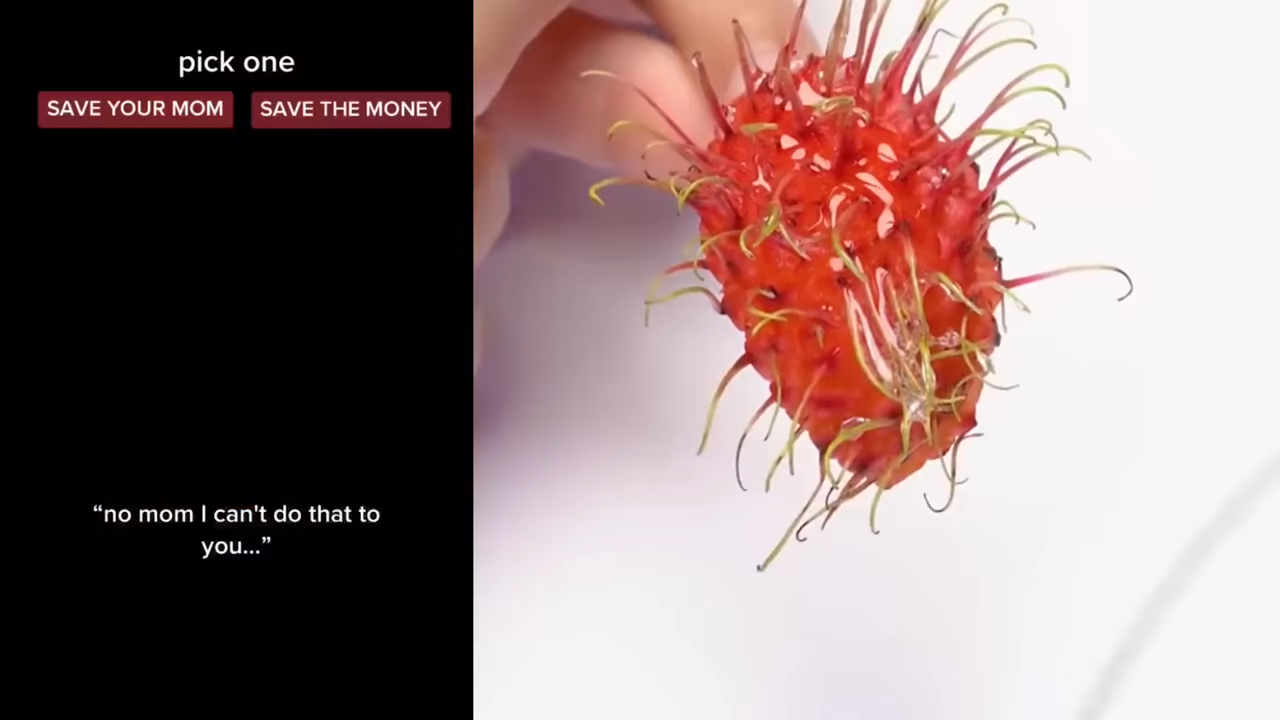 pick one
SAVE YOUR MOM SAVE THE MONEY
“no mom I can't do that to
you...”